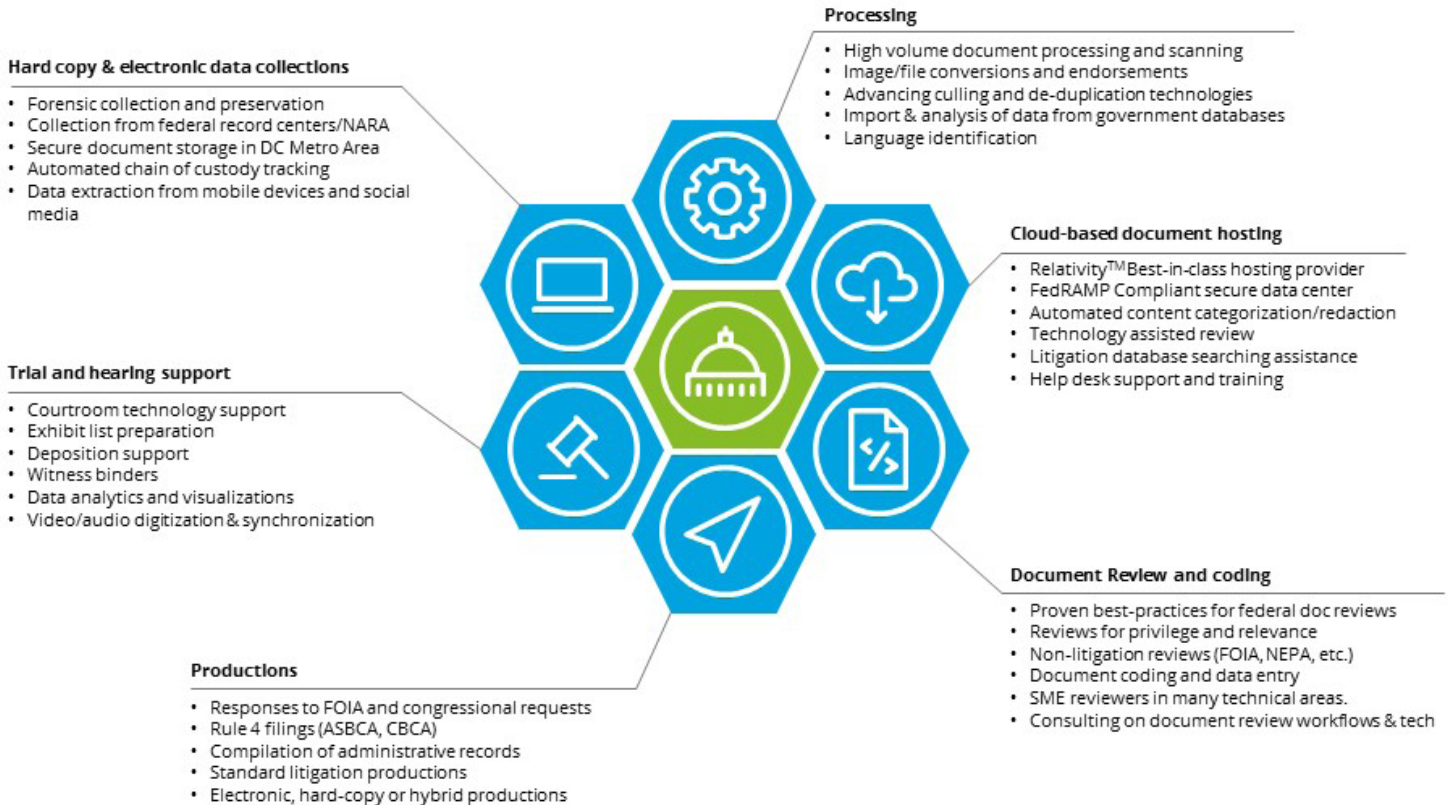 Processing
• High volume document processing and scanning
• Image/file conversions and endorsements
• Advancing culling and de-duplication technologies
• Import & analysis of data from government databases
• Language identification
Hard copy & electronic data collections
• Forensic collection and preservation
• Collection from federal record centers/NARA
• Secure document storage in DC Metro Area
• Automated chain of custody tracking
• Data extraction from mobile devices and social
media
Cloud-based document hosting
• Relativity™ Best-in-class hosting provider
• FedRAMP Compliant secure data center
• Automated content categorization/redaction
• Technology assisted review
• Litigation database searching assistance
• Help desk support and training
Trial and hearing support
• Courtroom technology support
• Exhibit list preparation
• Deposition support
• Witness binders
• Data analytics and visualizations
• Video/audio digitization & synchronization
</>
Document Review and coding
• Proven best-practices for federal doc reviews
• Reviews for privilege and relevance
• Non-litigation reviews (FOIA, NEPA, etc.)
• Document coding and data entry
• SME reviewers in many technical areas.
• Consulting on document review workflows & tech
Productions
• Responses to FOIA and congressional requests
• Rule 4 filings (ASBCA, CBCA)
• Compilation of administrative records
• Standard litigation productions
• Electronic, hard-copy or hybrid productions